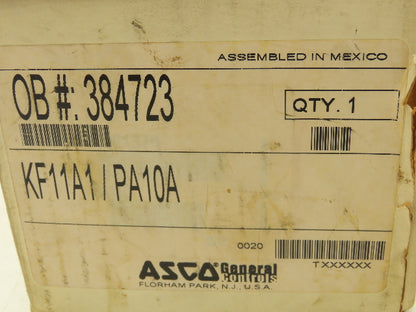 ASSEMBLED IN MEXICO
OB #: 384723
QTY. 1
KF11A1 / PA10A
0020
TXXXXXX
ASCO General Controls
FLORHAM PARK, N.J., U.S.A.